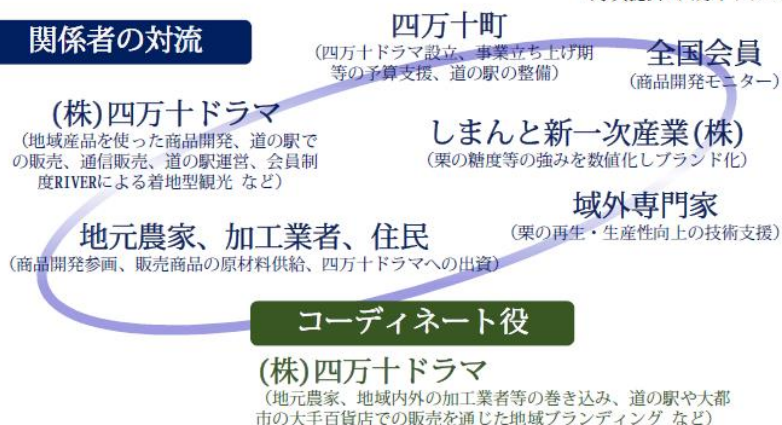 関係者の対流
四万十町
(四万十ドラマ設立、事業立ち上げ期
等の予算支援、道の駅の整備)
全国会員
(商品開発モニター)
(株)四万十ドラマ
(地域産品を使った商品開発、道の駅で
の販売、通信販売、道の駅運営、会員制
度RIVERによる着地型観光 など)
しまんと新一次産業(株)
(栗の糖度等の強みを数値化しブランド化)
域外専門家
(栗の再生・生産性向上の技術支援)
地元農家、加工業者、住民
(商品開発参画、販売商品の原材料供給、四万十ドラマへの出資)
コーディネート役
(株)四万十ドラマ
(地元農家、地域内外の加工業者等の巻き込み、道の駅や大都
市の大手百貨店での販売を通じた地域ブランディング など)